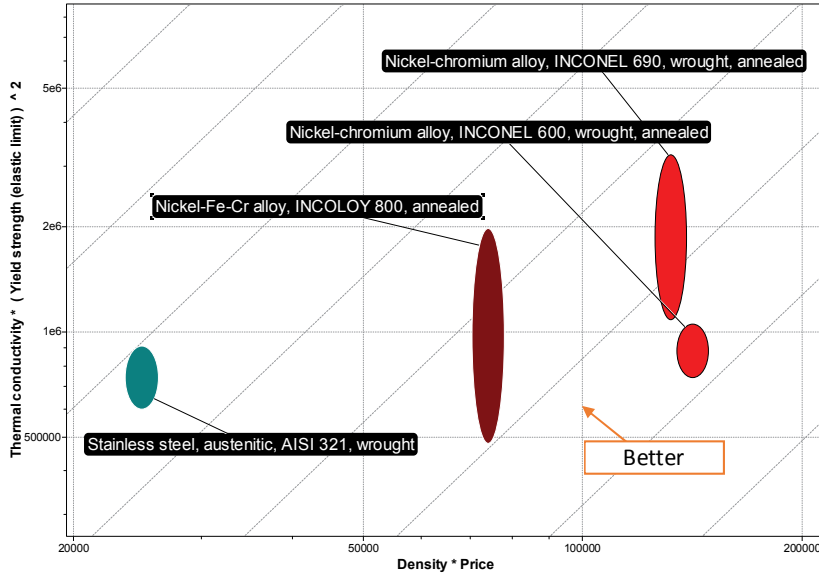 Nickel-chromium alloy, INCONEL 690, wrought, annealed
5e6
Nickel-chromium alloy, INCONEL 600, wrought, annealed
Nickel-Fe-Cr alloy, INCOLOY 800, annealed
2e6
1e6
Thermal conductivity * ( Yield strength (elastic limit) ) ^ 2
500000
Stainless steel, austenitic, AISI 321, wrought
Better
20000
50000
100000
200000
Density * Price